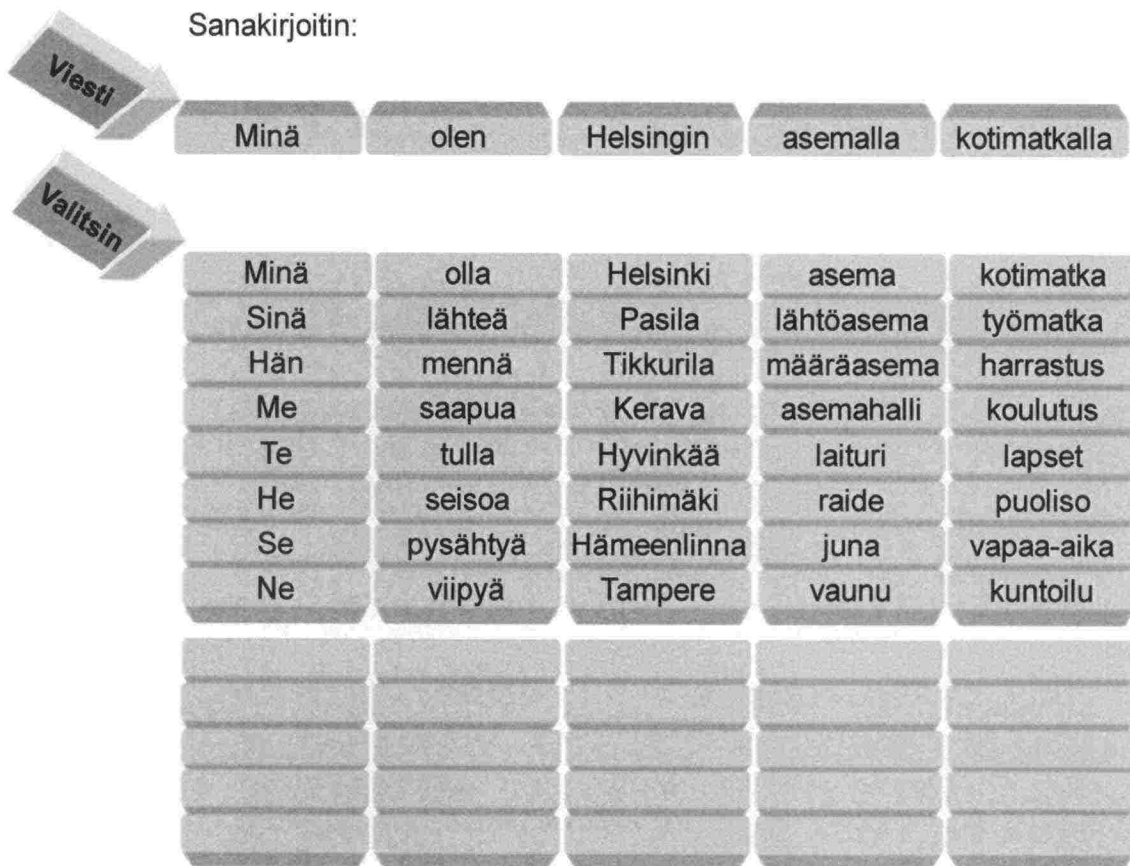 Sanakirjoitin:
Viesti
Minä olen Helsingin asemalla kotimatkalla
Valitsin
Minä olla Helsinki asema kotimatka
Sinä lähteä Pasila lähtöasema työmatka
Hän mennä Tikkurila määräasema harrastus
Me saapua Kerava asemahalli koulutus
Te tulla Hyvinkää laituri lapset
He seisoa Riihimäki raide puoliso
Se pysähtyä Hämeenlinna juna vapaa-aika
Ne viipyä Tampere vaunu kuntoilu